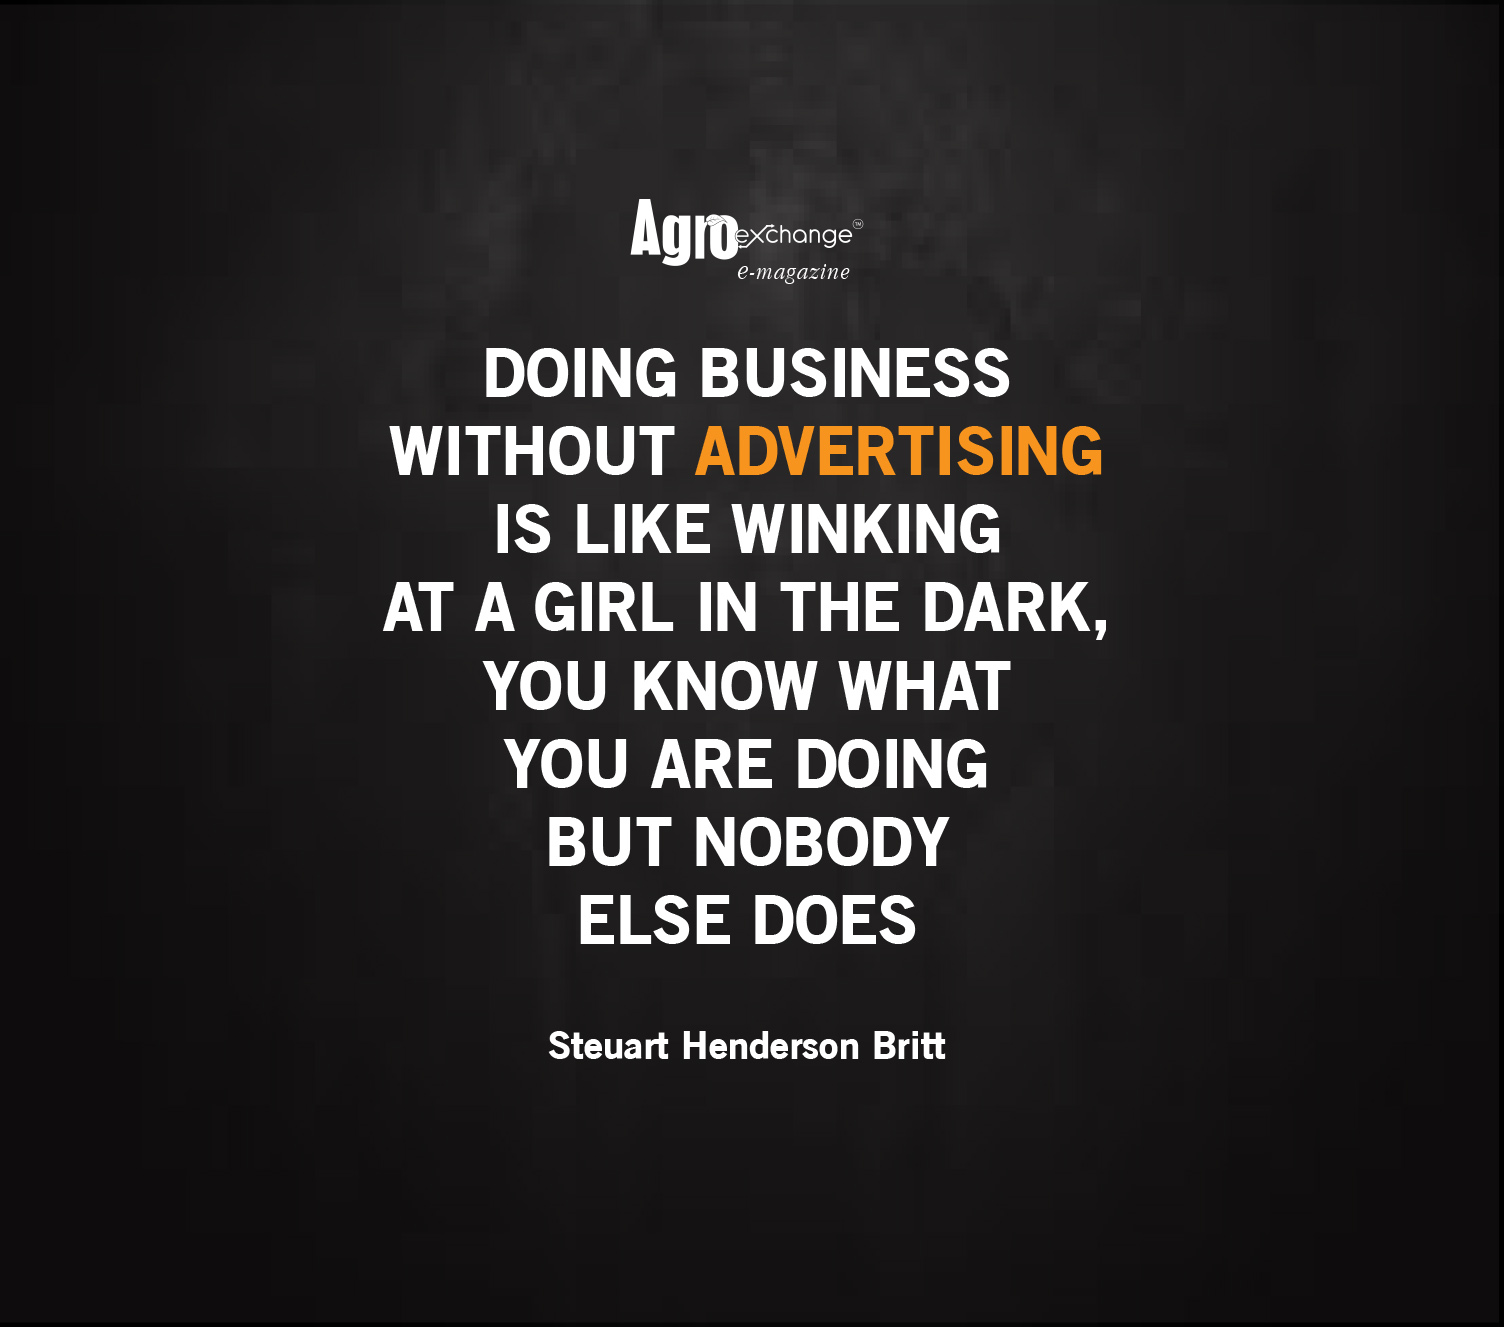 Agro exchange™
e-magazine
DOING BUSINESS
WITHOUT ADVERTISING
IS LIKE WINKING
AT A GIRL IN THE DARK,
YOU KNOW WHAT
YOU ARE DOING
BUT NOBODY
ELSE DOES
Steuart Henderson Britt